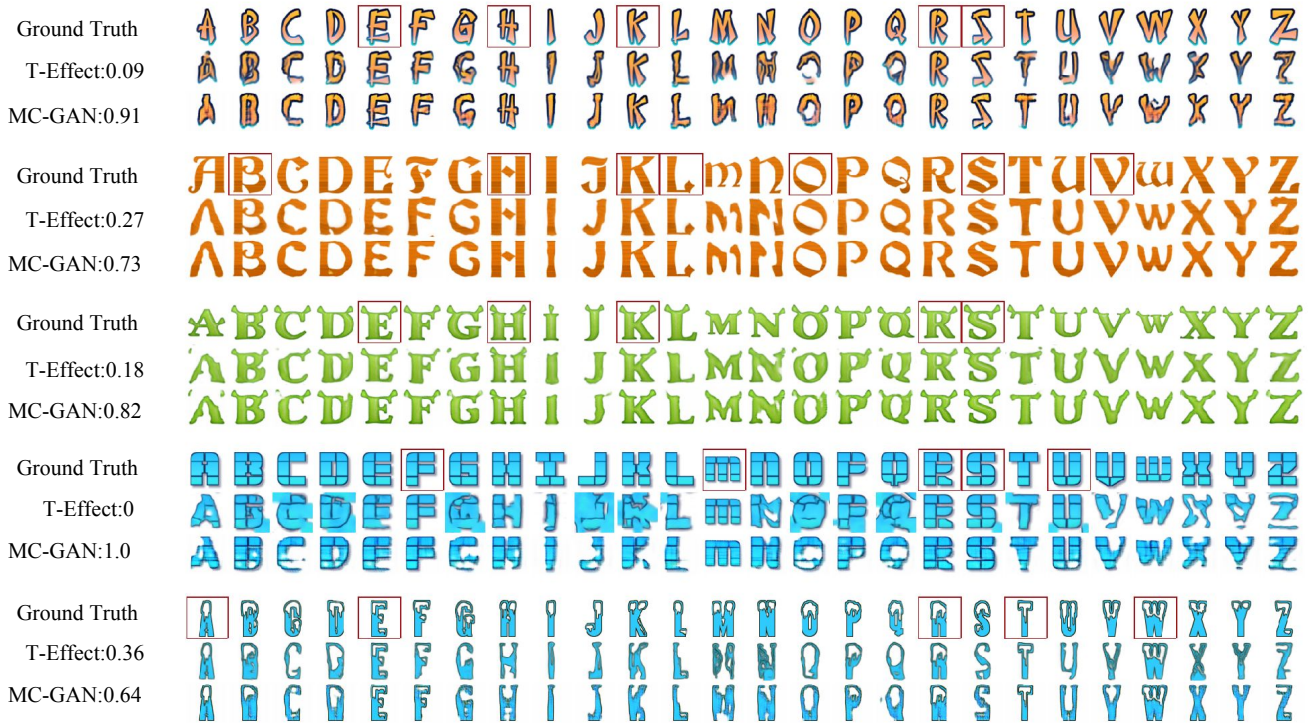 Ground Truth A B C D E F G H I J K L M N O P Q R S T U V W X Y Z
T-Effect:0.09 A B C D E F G H I J K L M N O P Q R S T U V W X Y Z
MC-GAN:0.91 A B C D E F G H I J K L M N O P Q R S T U V W X Y Z
Ground Truth A B C D E F G H I J K L m n O P Q R S T U V w X Y Z
T-Effect:0.27 A B C D E F G H I J K L M N O P Q R S T U V W X Y Z
MC-GAN:0.73 A B C D E F G H I J K L M N O P Q R S T U V W X Y Z
Ground Truth A B C D E F G H I J K L M N O P Q R S T U V W X Y Z
T-Effect:0.18 A B C D E F G H I J K L M N O P Q R S T U V W X Y Z
MC-GAN:0.82 A B C D E F G H I J K L M N O P Q R S T U V W X Y Z
Ground Truth A B C D E F G H I J K L m n O P Q R S T U V w X Y Z
T-Effect:0 A B C D E F G H I J K L m N O P Q R S T U V W X Y Z
MC-GAN:1.0 A B C D E F G H I J K L m N O P Q R S T U V W X Y Z
Ground Truth A B C D E F G H I J K L M N O P Q R S T U V W X Y Z
T-Effect:0.36 A B C D E F G H I J K L M N O P Q R S T U V W X Y Z
MC-GAN:0.64 A B C D E F G H I J K L M N O P Q R S T U V W X Y Z